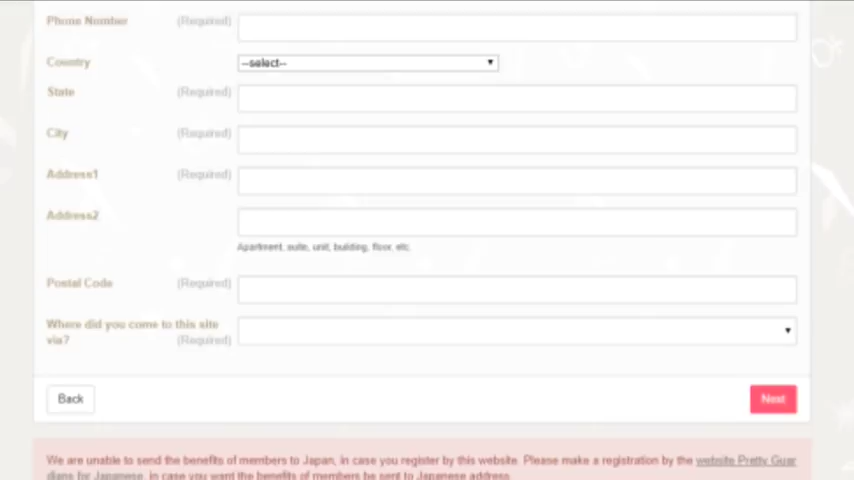 Phone Number (Required)
Country --select--
State (Required)
City (Required)
Address1 (Required)
Address2
Apartment, suite, unit, building, floor, etc.
Postal Code (Required)
Where did you come to this site
via? (Required)
Back Next
We are unable to send the benefits of members to Japan, in case you register by this website. Please make a registration by the website Pretty Guar
dians for Japanese, in case you want the benefits of members be sent to Japanese address.